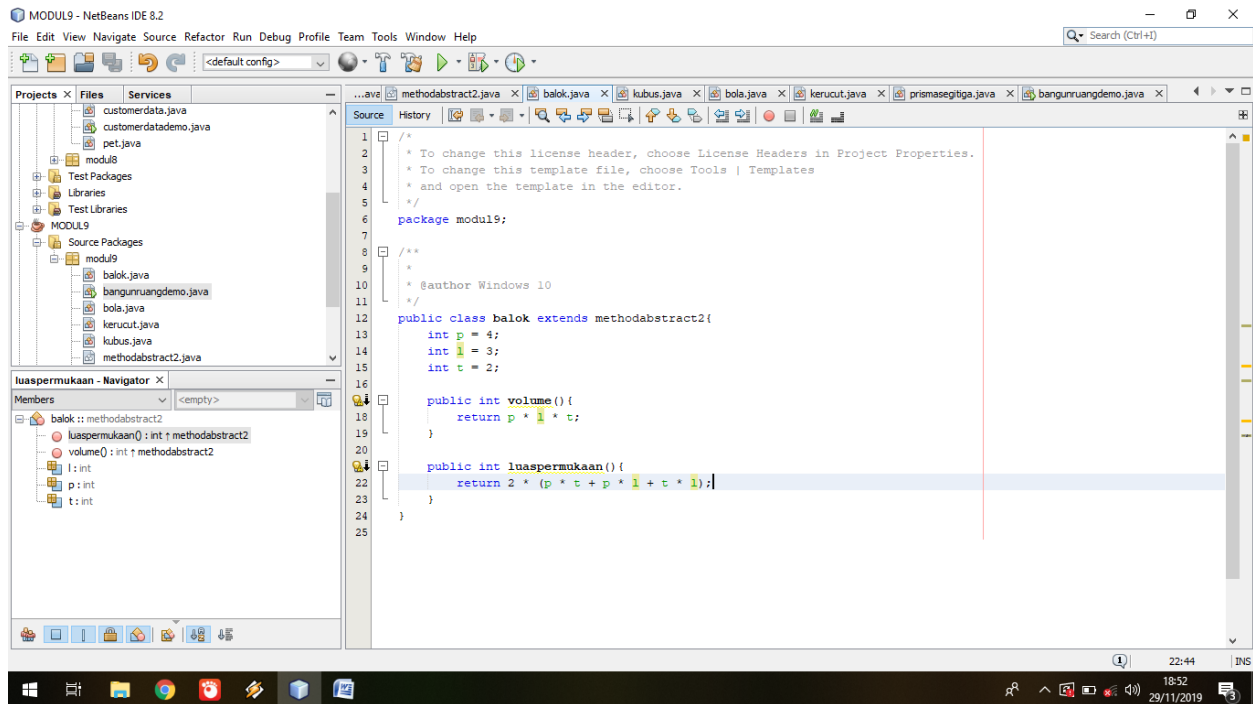 MODUL9 - NetBeans IDE 8.2
File Edit View Navigate Source Refactor Run Debug Profile Team Tools Window Help
Search (Ctrl+I)
<default config>
Projects Files Services
customerdata.java
customerdatademo.java
pet.java
modul8
Test Packages
Libraries
Test Libraries
MODUL9
Source Packages
modul9
balok.java
bangunruangdemo.java
bola.java
kerucut.java
kubus.java
methodabstract2.java
luaspermukaan - Navigator
Members <empty>
balok :: methodabstract2
luaspermukaan() : int ↑ methodabstract2
volume() : int ↑ methodabstract2
l : int
p : int
t : int
...ava methodabstract2.java balok.java kubus.java bola.java kerucut.java prismasegitiga.java bangunruangdemo.java
Source History
1 /*
2 * To change this license header, choose License Headers in Project Properties.
3 * To change this template file, choose Tools | Templates
4 * and open the template in the editor.
5 */
6 package modul9;
7
8 /**
9 *
10 * @author Windows 10
11 */
12 public class balok extends methodabstract2{
13 int p = 4;
14 int l = 3;
15 int t = 2;
16
public int volume(){
18 return p * l * t;
19 }
20
public int luaspermukaan(){
22 return 2 * (p * t + p * l + t * l);
23 }
24 }
25
1 22:44 INS
18:52
29/11/2019
3